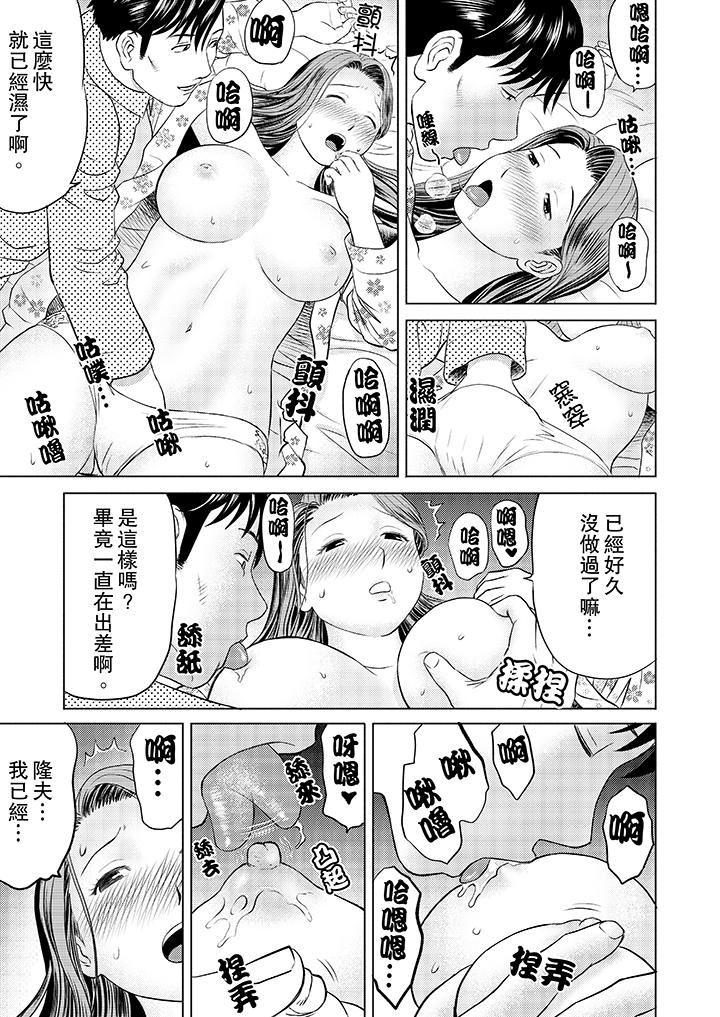 嗯哈啊…
哈啊～
咕啾…
唾線
哈啊～
顫抖
啊
哈啊
這麼快
就已經濕了啊。
哈啊啊
顫抖
咕噗…
咕啾
咕啾嚕
窸窣
濕潤
已經好久
沒做過了嘛…
啊嗯♥
哈啊
顫抖
哈啊～
揉捏
舔舐
是這樣嗎？
畢竟一直在出差啊。
啊
啾
啊
啾嚕
啊
哈嗯嗯…
捏弄
呀嗯♥
舔來
舔去
凸起
捏弄
啊…
隆夫…
我已經…